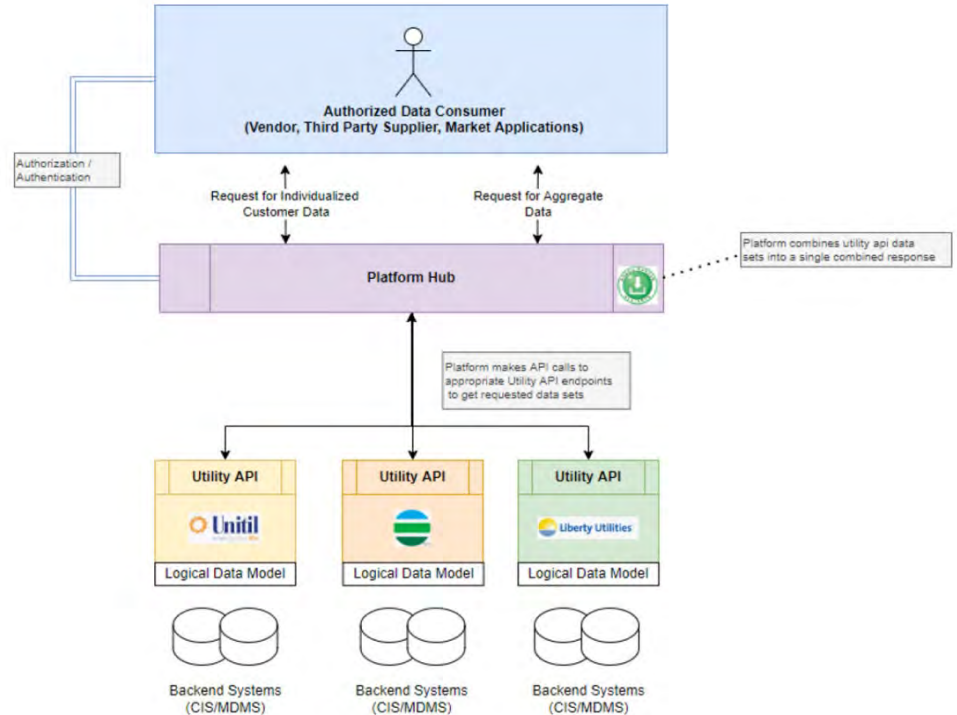 Authorized Data Consumer
(Vendor, Third Party Supplier, Market Applications)
Authorization /
Authentication
Request for Individualized
Customer Data
Request for Aggregate
Data
Platform Hub
Platform combines utility api data
sets into a single combined response
Platform makes API calls to
appropriate Utility API endpoints
to get requested data sets
Utility API
Utility API
Utility API
Unitil
Liberty Utilities
Logical Data Model
Logical Data Model
Logical Data Model
Backend Systems
(CIS/MDMS)
Backend Systems
(CIS/MDMS)
Backend Systems
(CIS/MDMS)